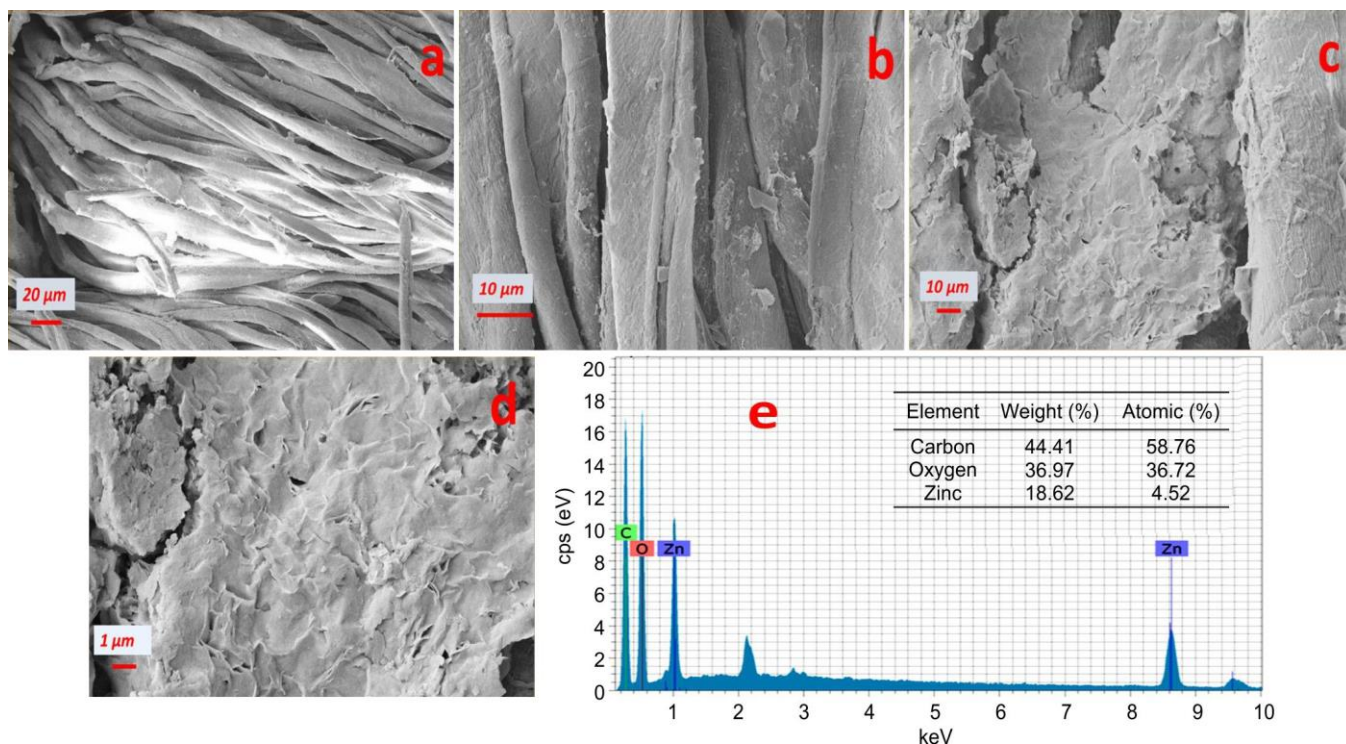 a
20 μm
b
10 μm
c
10 μm
d
1 μm
e
Element Weight (%) Atomic (%)
Carbon 44.41 58.76
Oxygen 36.97 36.72
Zinc 18.62 4.52
cps (eV)
20
18
16
14
12
10
8
6
4
2
0
C
O
Zn
Zn
1 2 3 4 5 6 7 8 9 10
keV